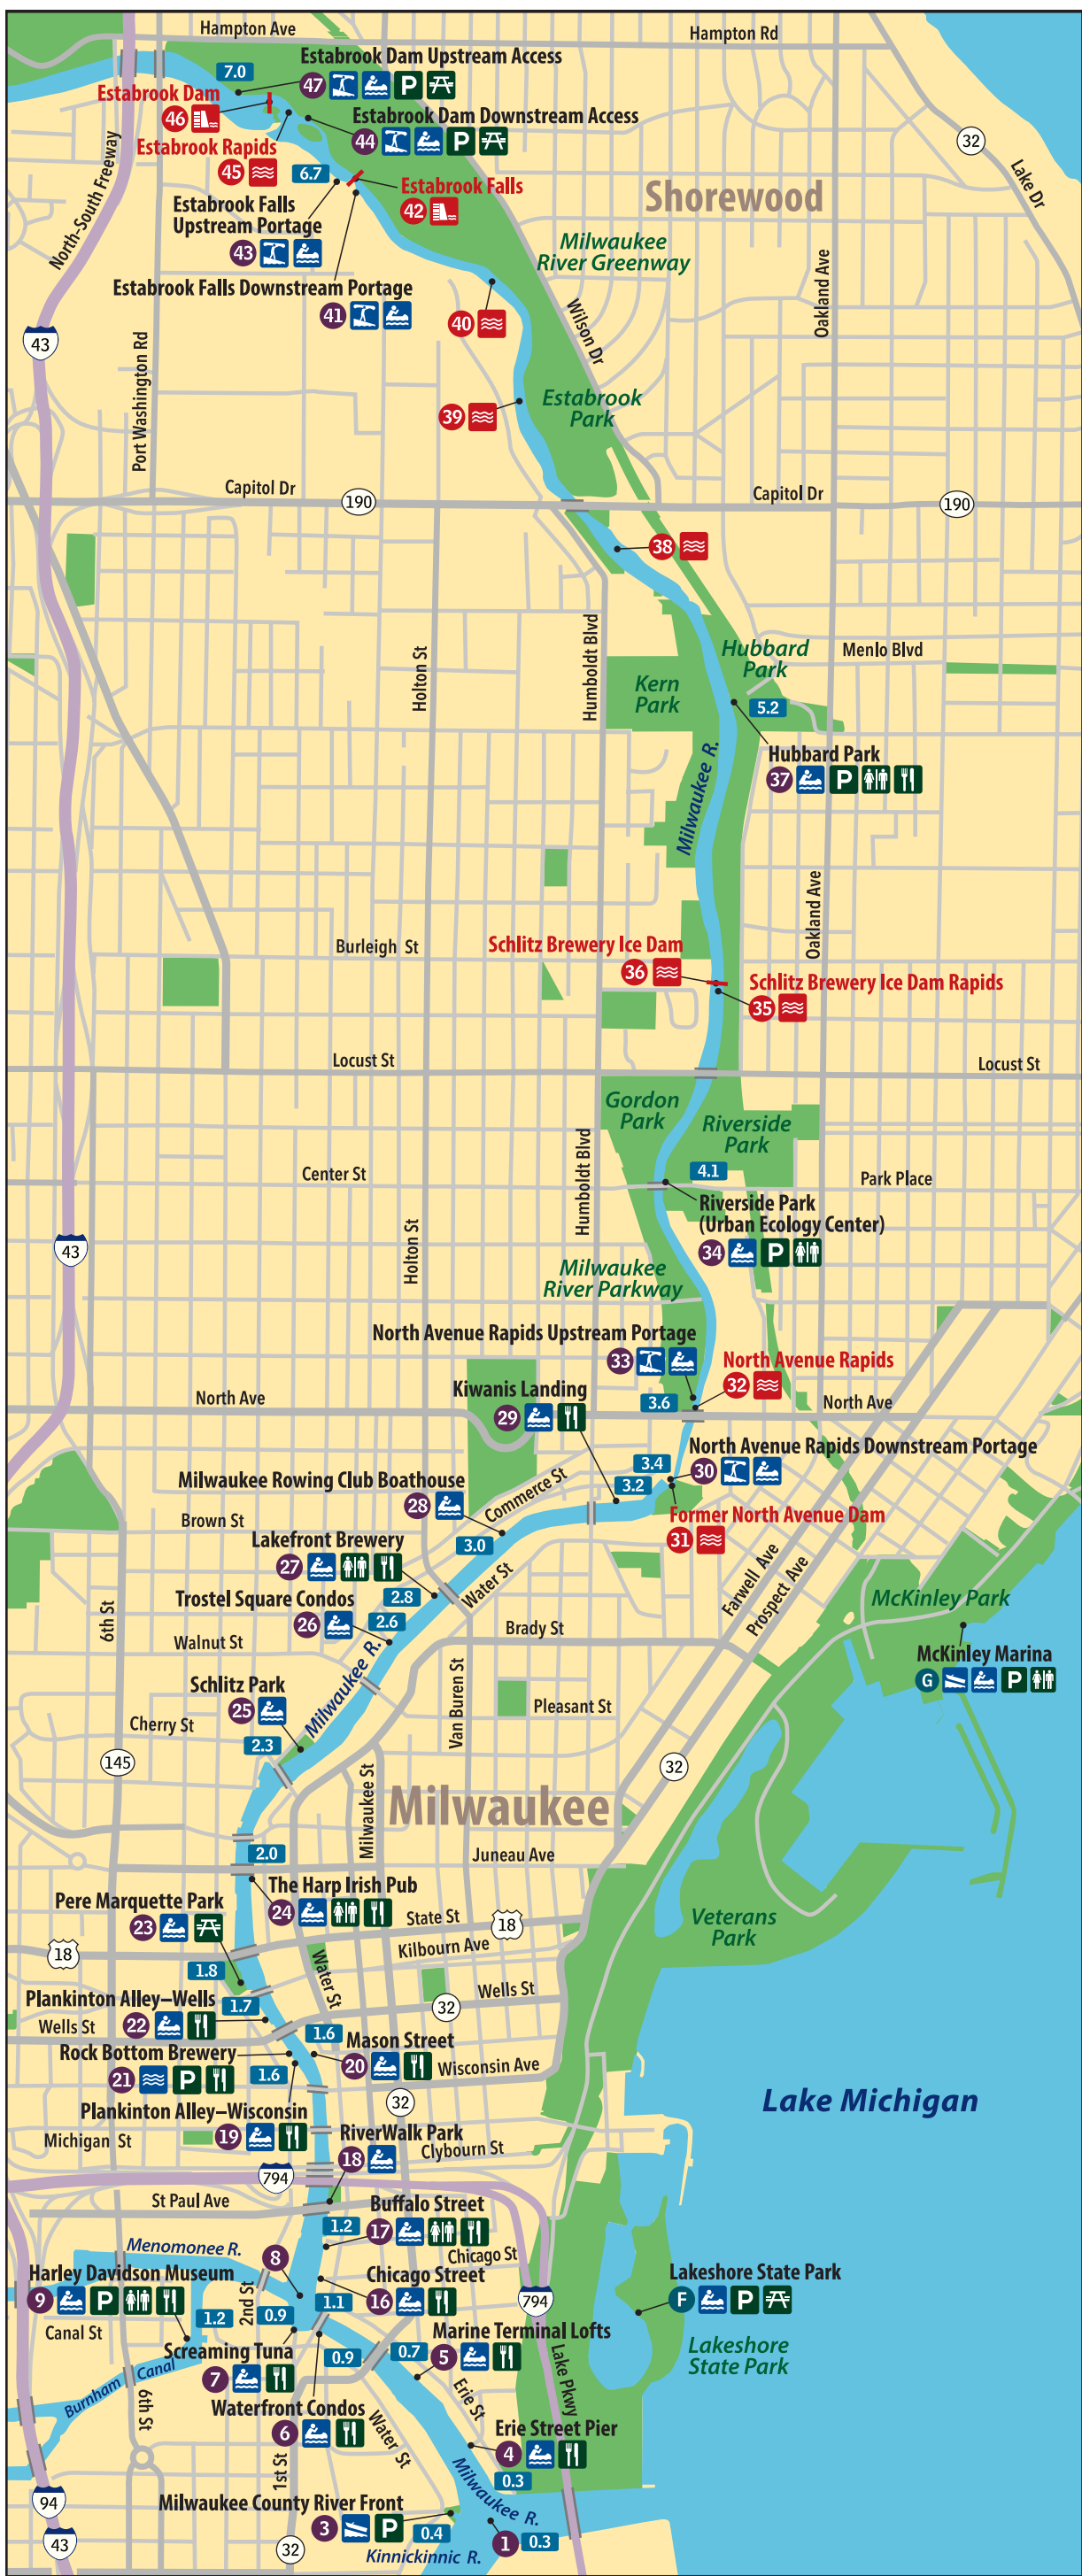 Hampton Ave
Hampton Rd
Estabrook Dam Upstream Access
7.0
47 P
Estabrook Dam
46
Estabrook Dam Downstream Access
44 P
32
Lake Dr
North-South Freeway
Estabrook Rapids
45
6.7
Estabrook Falls
42
Shorewood
Estabrook Falls
Upstream Portage
43
Milwaukee
River Greenway
Oakland Ave
Estabrook Falls Downstream Portage
41
40
Wilson Dr
43
Port Washington Rd
39
Estabrook
Park
Capitol Dr
190
Capitol Dr
190
38
Humboldt Blvd
Holton St
Hubbard
Park
Menlo Blvd
Kern
Park
5.2
Milwaukee R.
Hubbard Park
37 P
Oakland Ave
Burleigh St
Schlitz Brewery Ice Dam
36
Schlitz Brewery Ice Dam Rapids
35
Locust St
Locust St
Gordon
Park
Riverside
Park
Humboldt Blvd
Center St
4.1
Park Place
Riverside Park
(Urban Ecology Center)
34 P
Holton St
43
Milwaukee
River Parkway
North Avenue Rapids Upstream Portage
33
North Avenue Rapids
32
Kiwanis Landing
29
3.6
North Ave
North Ave
North Avenue Rapids Downstream Portage
3.4
30
3.2
Milwaukee Rowing Club Boathouse
28
Commerce St
Former North Avenue Dam
31
Brown St
3.0
Lakefront Brewery
27
Water St
Farwell Ave
Prospect Ave
2.8
Trostel Square Condos
26
2.6
McKinley Park
6th St
Walnut St
Brady St
McKinley Marina
G P
Milwaukee R.
Van Buren St
Schlitz Park
25
Pleasant St
Cherry St
2.3
145
32
Milwaukee St
Milwaukee
2.0
Juneau Ave
The Harp Irish Pub
24
Pere Marquette Park
23
State St
18
Veterans
Park
18
Kilbourn Ave
1.8
Water St
Wells St
Plankinton Alley–Wells
22
1.7
32
Wells St
1.6
Mason Street
20
Rock Bottom Brewery
21 P
1.6
Wisconsin Ave
32
Lake Michigan
Plankinton Alley–Wisconsin
19
RiverWalk Park
18
Michigan St
Clybourn St
794
St Paul Ave
Buffalo Street
1.2
17
Menomonee R.
8
Chicago St
Harley Davidson Museum
9 P
Chicago Street
16
Lakeshore State Park
F P
2nd St
1.1
794
Canal St
1.2
0.9
Marine Terminal Lofts
5
Lakeshore
State Park
Screaming Tuna
7
0.9
0.7
Lake Pkwy
Burnham Canal
Erie St
6th St
Waterfront Condos
6
Water St
Erie Street Pier
4
1st St
0.3
Milwaukee R.
94
Milwaukee County River Front
3 P
0.4
1
0.3
43
32
Kinnickinnic R.